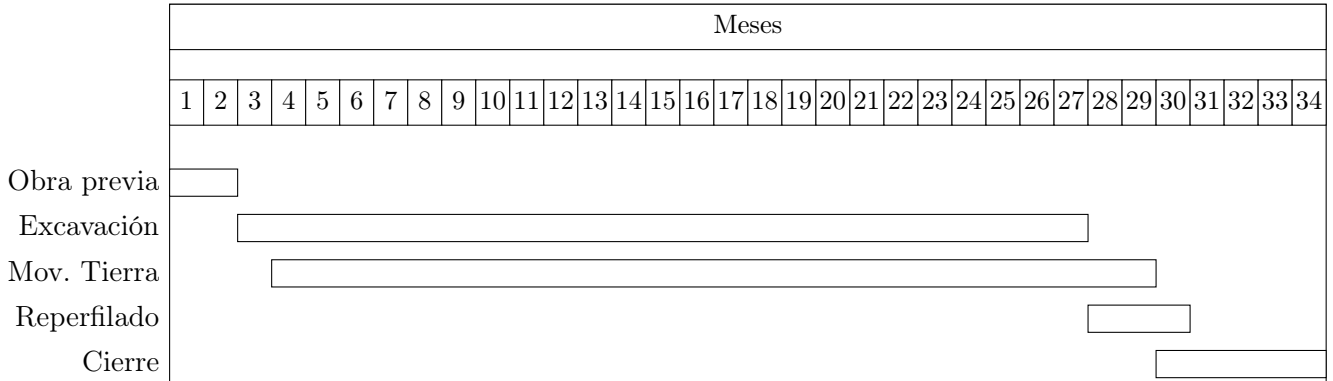 Meses
1 2 3 4 5 6 7 8 9 10 11 12 13 14 15 16 17 18 19 20 21 22 23 24 25 26 27 28 29 30 31 32 33 34
Obra previa
Excavación
Mov. Tierra
Reperfilado
Cierre